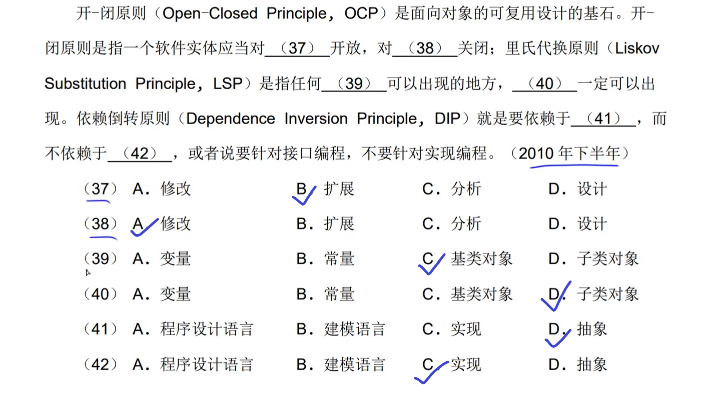 开-闭原则（Open-Closed Principle，OCP）是面向对象的可复用设计的基石。开-
闭原则是指一个软件实体应当对（37）开放，对（38）关闭；里氏代换原则（Liskov
Substitution Principle，LSP）是指任何（39）可以出现的地方，（40）一定可以出
现。依赖倒转原则（Dependence Inversion Principle，DIP）就是要依赖于（41），而
不依赖于（42），或者说要针对接口编程，不要针对实现编程。（2010 年下半年）
（37）A．修改 B．扩展 C．分析 D．设计
（38）A．修改 B．扩展 C．分析 D．设计
（39）A．变量 B．常量 C．基类对象 D．子类对象
（40）A．变量 B．常量 C．基类对象 D．子类对象
（41）A．程序设计语言 B．建模语言 C．实现 D．抽象
（42）A．程序设计语言 B．建模语言 C．实现 D．抽象